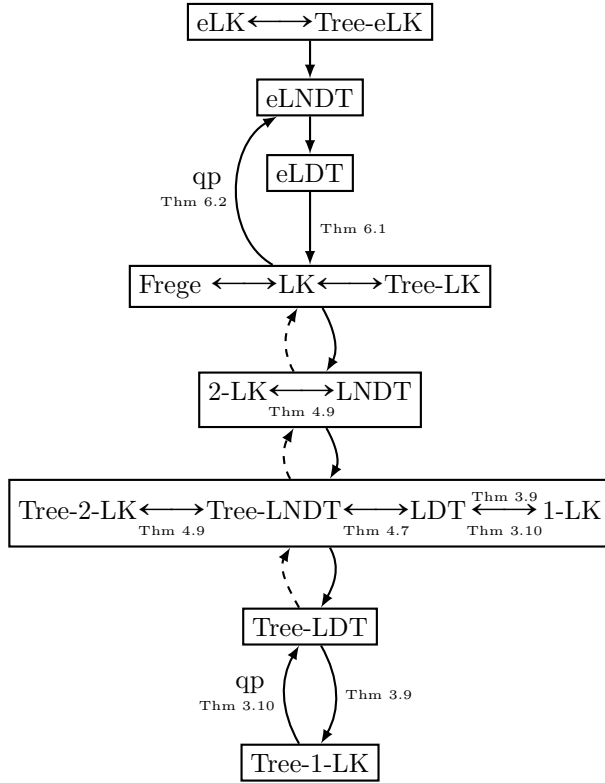 eLK ⟷ Tree-eLK
eLNDT
eLDT
qp
Thm 6.2
Thm 6.1
Frege ⟷ LK ⟷ Tree-LK
2-LK ⟷ LNDT
Thm 4.9
Thm 3.9
Tree-2-LK ⟷ Tree-LNDT ⟷ LDT ⟷ 1-LK
Thm 4.9 Thm 4.7 Thm 3.10
Tree-LDT
qp
Thm 3.10
Thm 3.9
Tree-1-LK